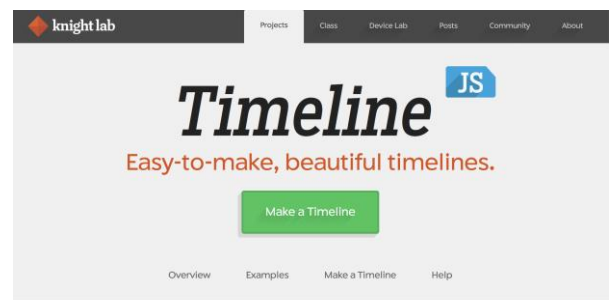 knight lab Projects Class Device Lab Posts Community About
Timeline JS
Easy-to-make, beautiful timelines.
Make a Timeline
Overview Examples Make a Timeline Help